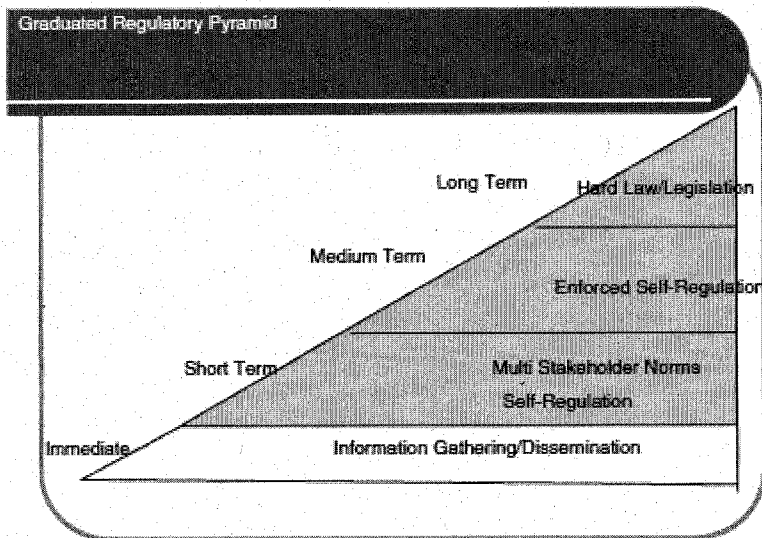 Graduated Regulatory Pyramid
Long Term
Hard Law/Legislation
Medium Term
Enforced Self-Regulation
Short Term
Multi Stakeholder Norms
Self-Regulation
Immediate
Information Gathering/Dissemination